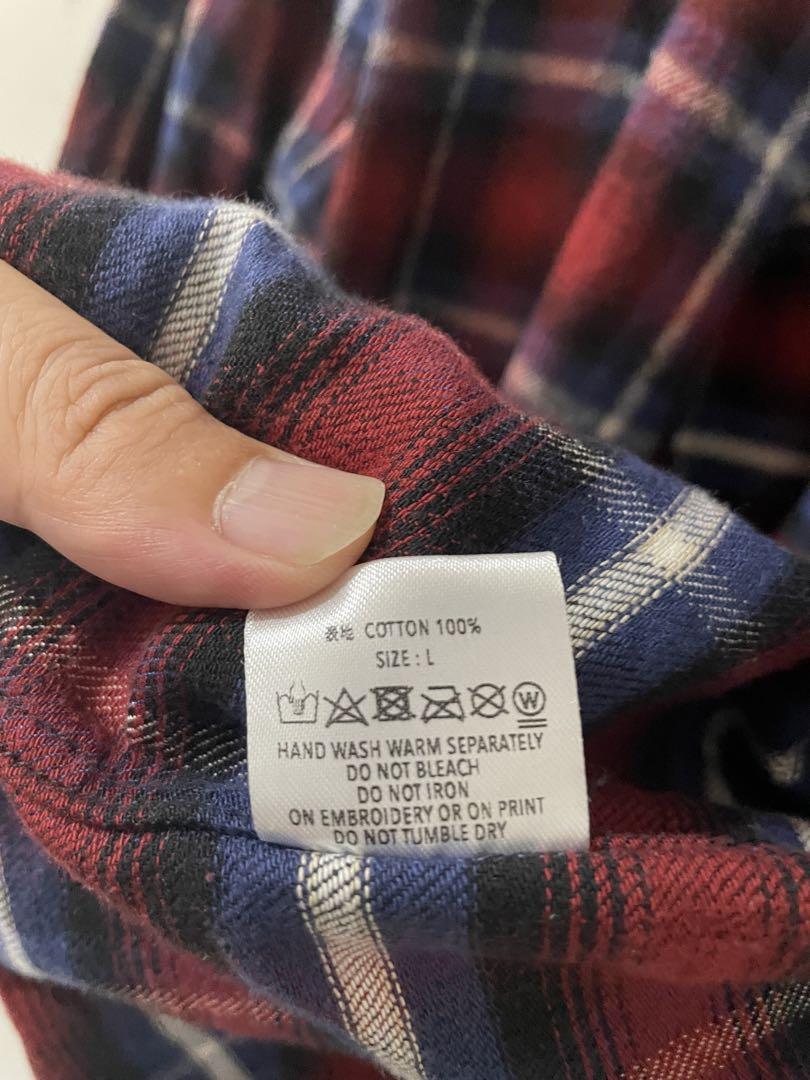 表地 COTTON 100%
SIZE : L
W
HAND WASH WARM SEPARATELY
DO NOT BLEACH
DO NOT IRON
ON EMBROIDERY OR ON PRINT
DO NOT TUMBLE DRY